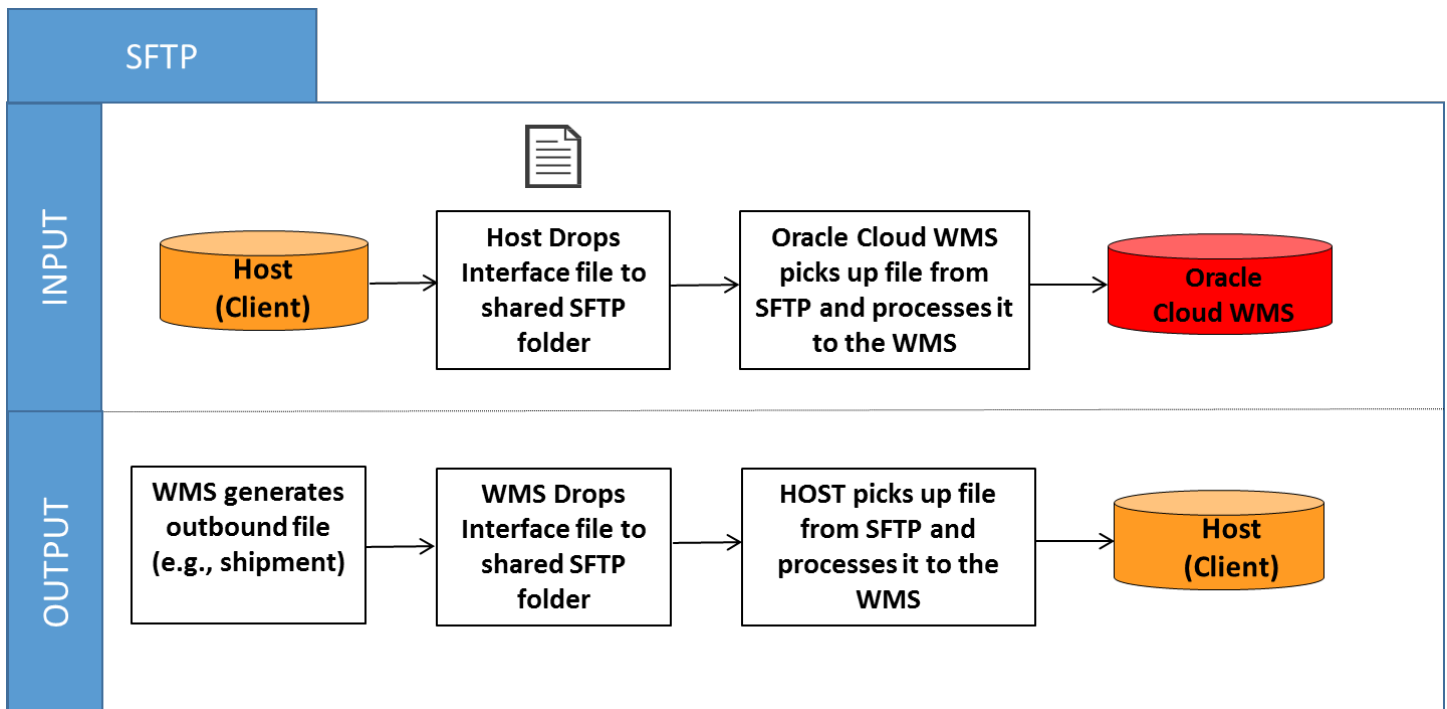 SFTP
INPUT
Host
(Client)
Host Drops
Interface file to
shared SFTP
folder
Oracle Cloud WMS
picks up file from
SFTP and processes it
to the WMS
Oracle
Cloud WMS
OUTPUT
WMS generates
outbound file
(e.g., shipment)
WMS Drops
Interface file to
shared SFTP
folder
HOST picks up file
from SFTP and
processes it to the
WMS
Host
(Client)